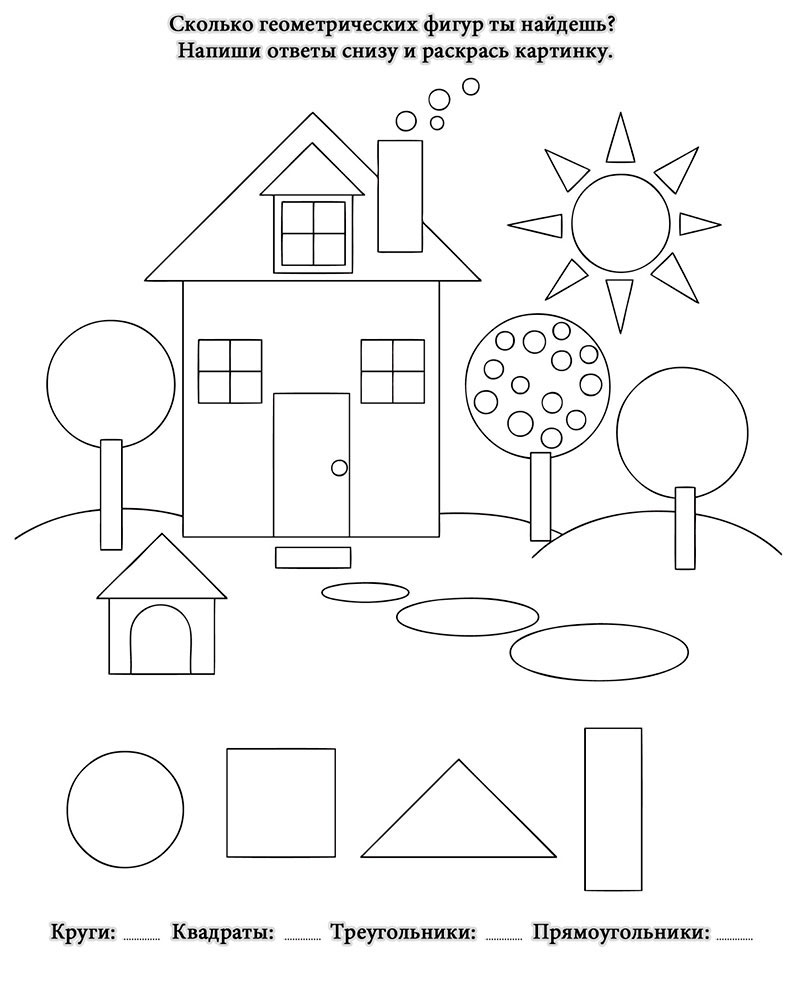 Сколько геометрических фигур ты найдешь?
Напиши ответы снизу и раскрась картинку.
Круги: ......... Квадраты: ......... Треугольники: ......... Прямоугольники: .........